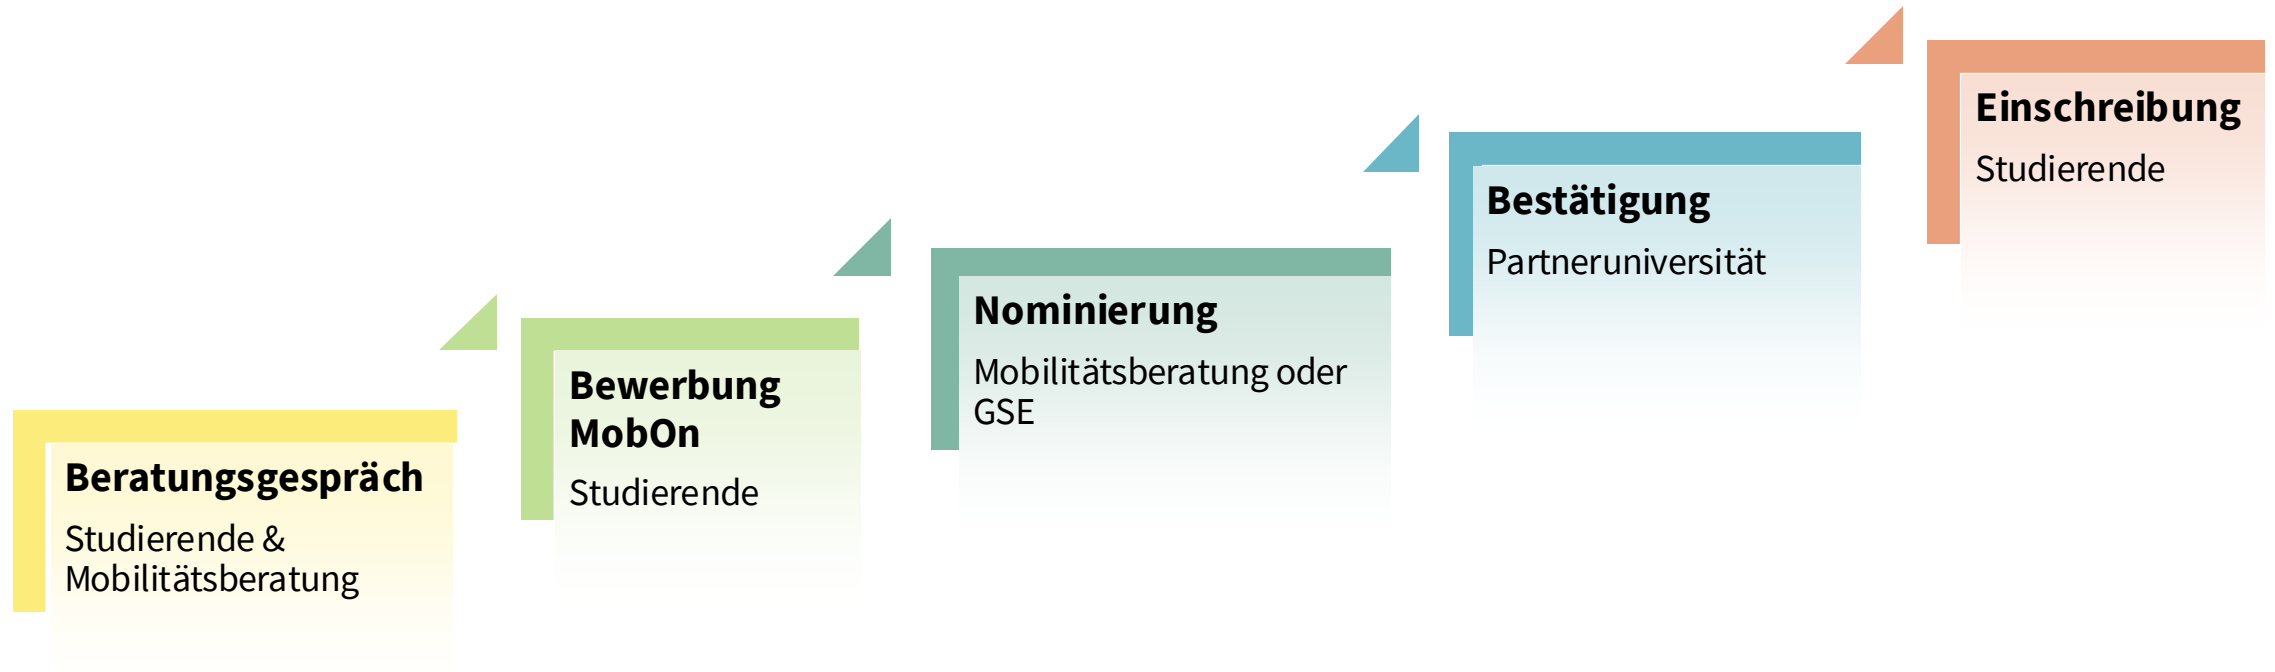 Beratungsgespräch
Studierende &
Mobilitätsberatung
Bewerbung
MobOn
Studierende
Nominierung
Mobilitätsberatung oder
GSE
Bestätigung
Partneruniversität
Einschreibung
Studierende